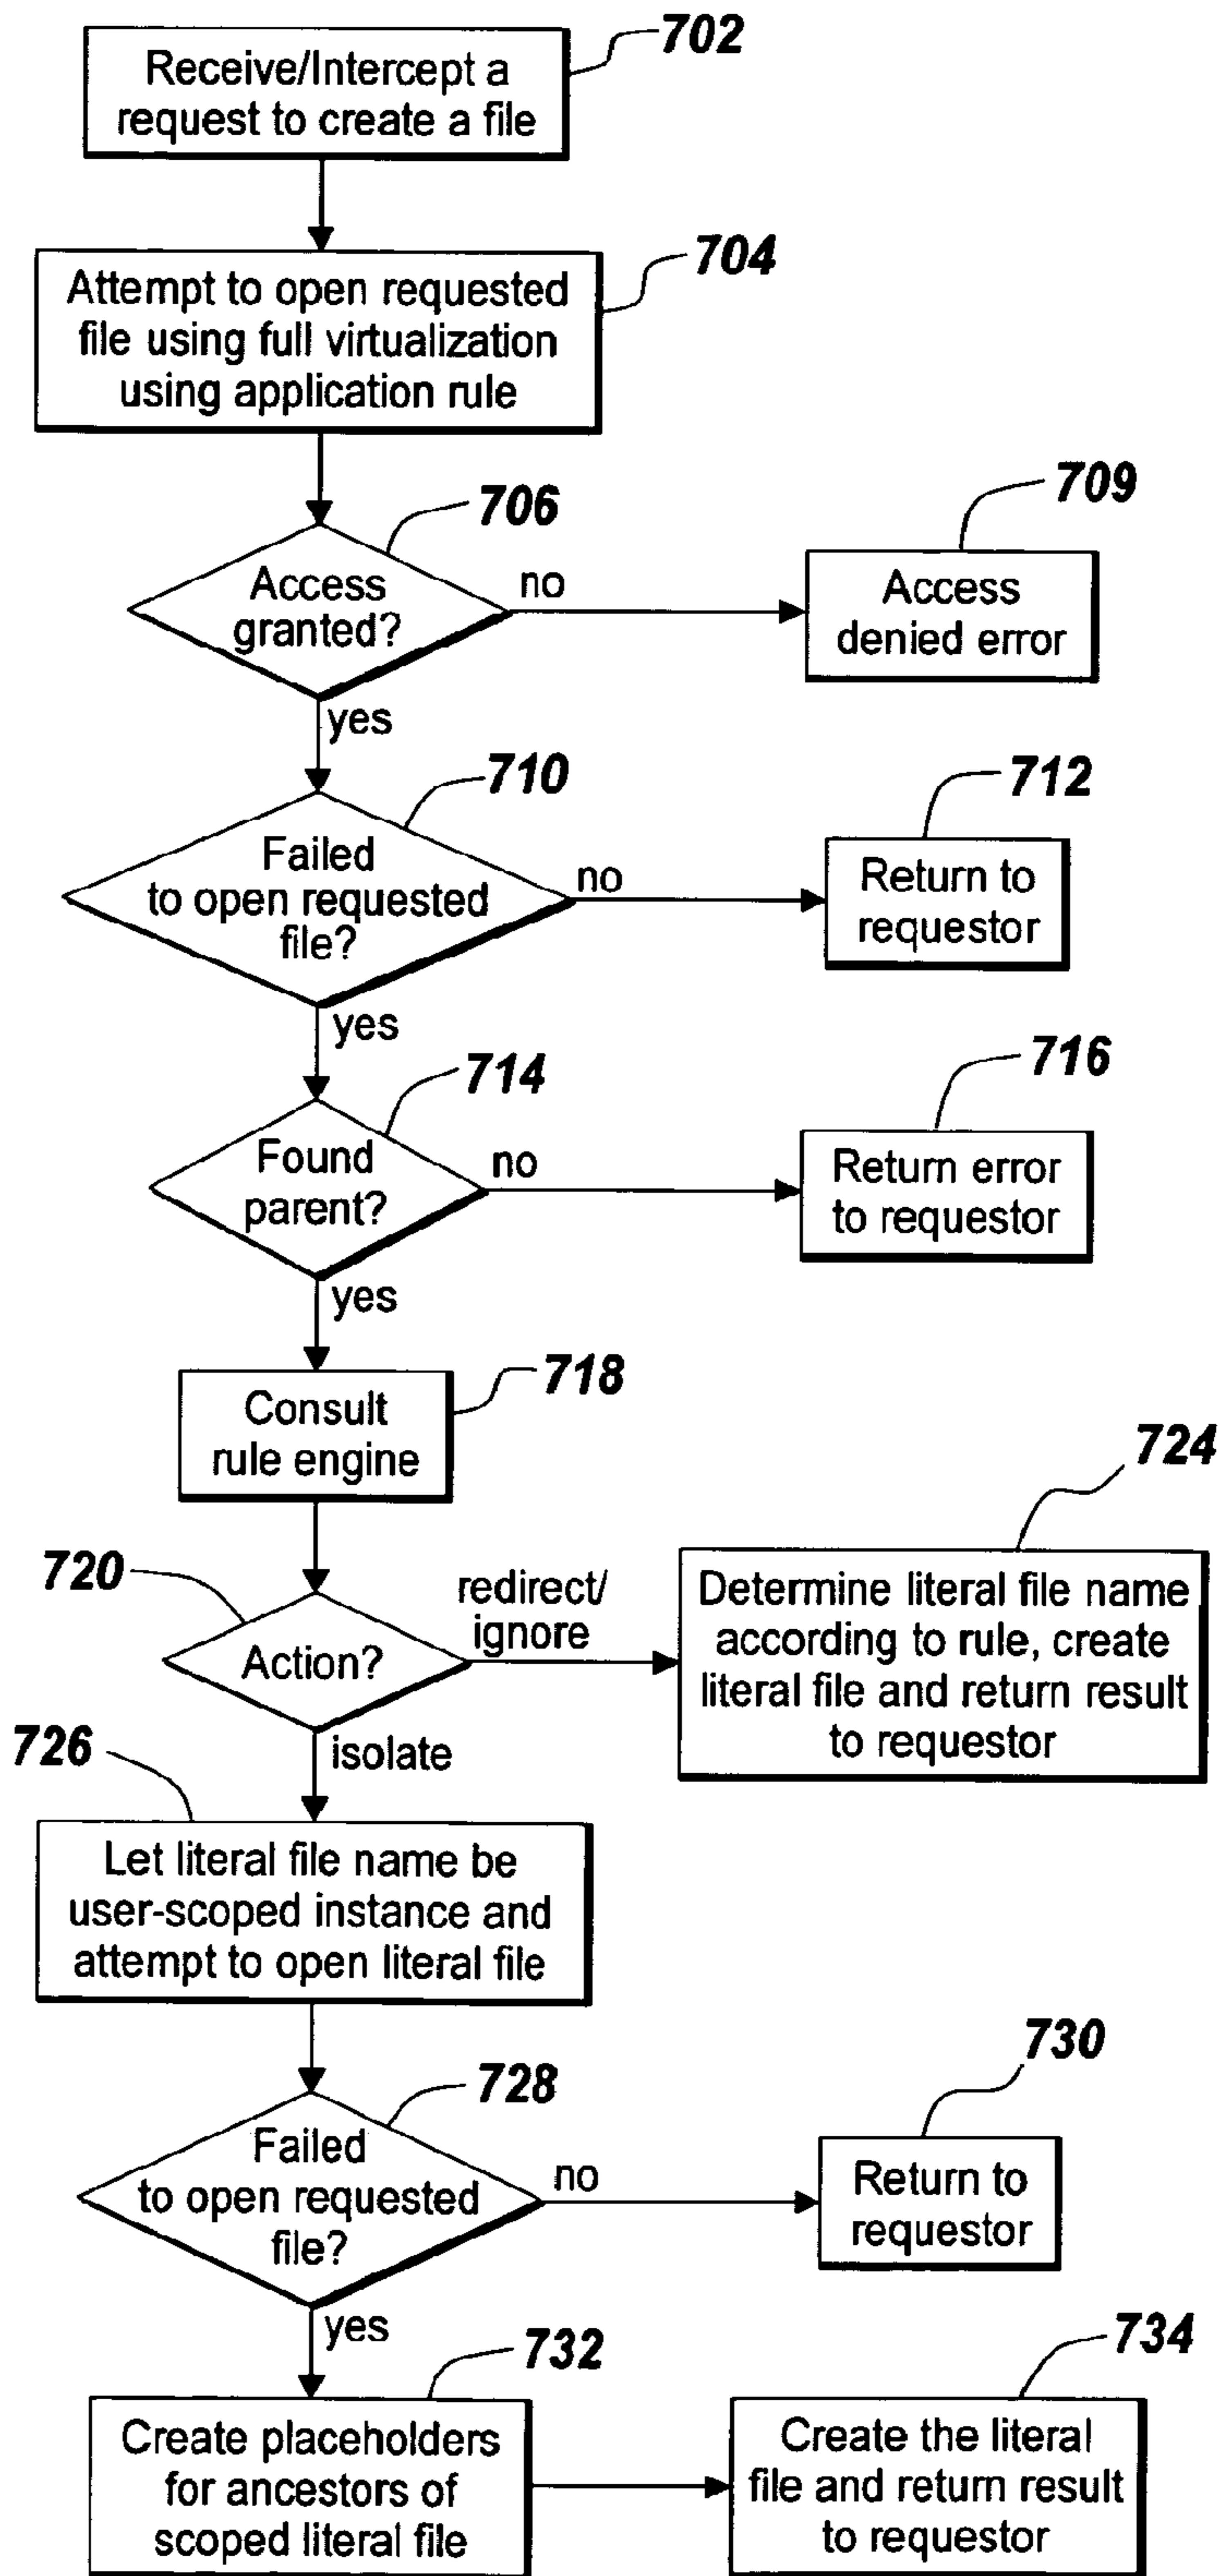 702
Receive/Intercept a
request to create a file
704
Attempt to open requested
file using full virtualization
using application rule
706
709
Access
granted?
no
Access
denied error
yes
710
712
Failed
to open requested
file?
no
Return to
requestor
yes
714
716
Found
parent?
no
Return error
to requestor
yes
718
Consult
rule engine
724
720
Action?
redirect/
ignore
Determine literal file name
according to rule, create
literal file and return result
to requestor
726
isolate
Let literal file name be
user-scoped instance and
attempt to open literal file
728
730
Failed
to open requested
file?
no
Return to
requestor
yes
732
734
Create placeholders
for ancestors of
scoped literal file
Create the literal
file and return result
to requestor